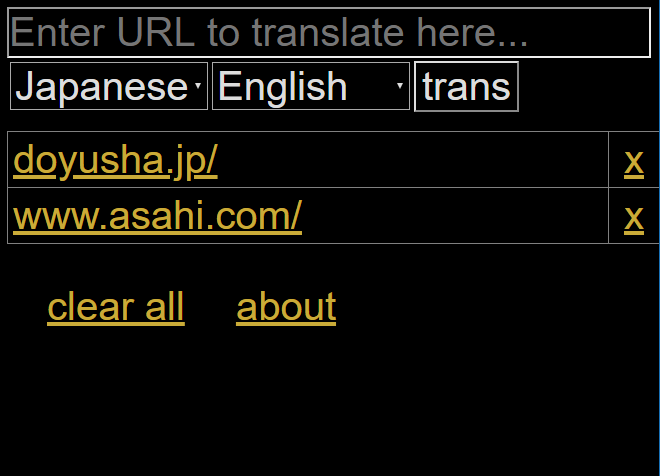 Enter URL to translate here...
Japanese English trans
doyusha.jp/ x
www.asahi.com/ x
clear all about